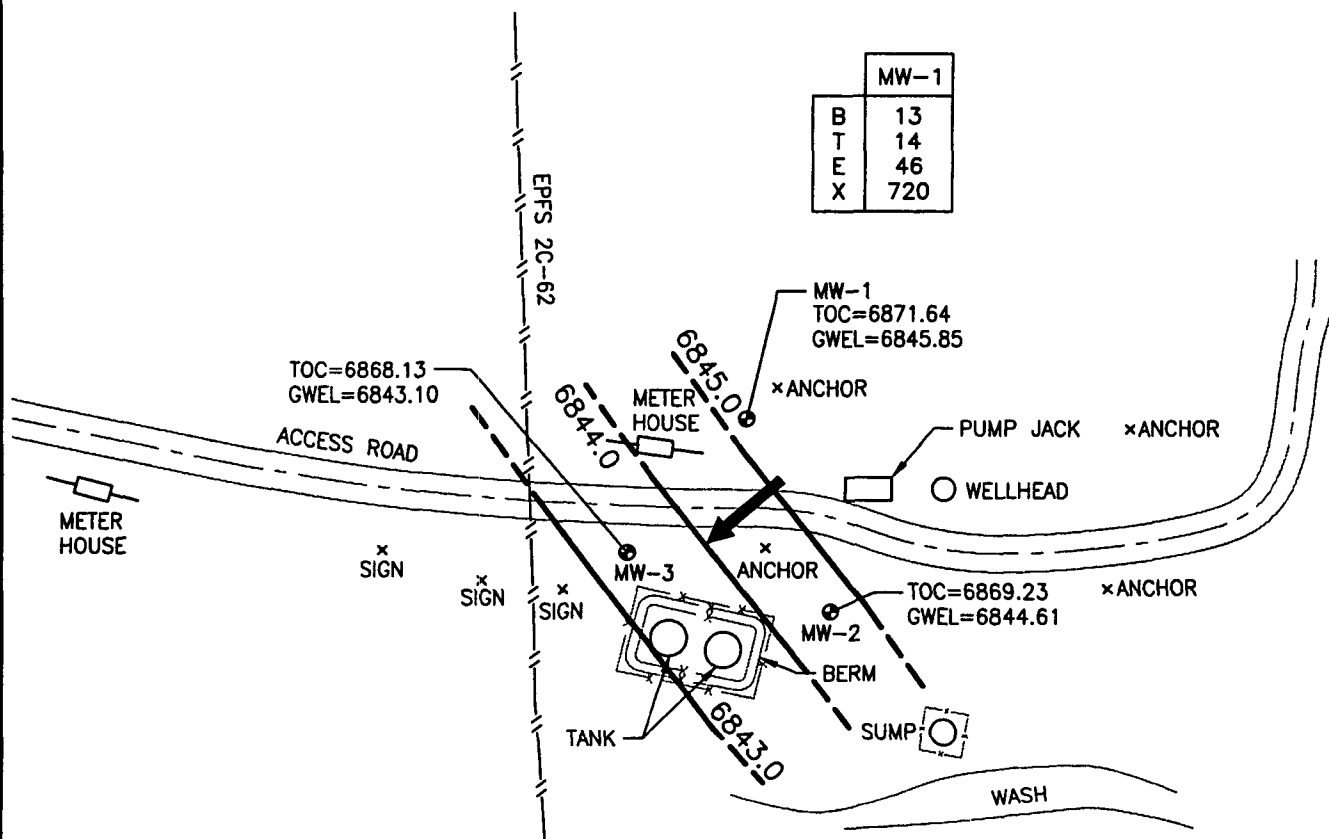 MW-1
B 13
T 14
E 46
X 720
EPFS 2C-62
MW-1
TOC=6871.64
GWEL=6845.85
6845.0
×ANCHOR
TOC=6868.13
GWEL=6843.10
6844.0
METER
HOUSE
ACCESS ROAD
PUMP JACK
×ANCHOR
WELLHEAD
METER
HOUSE
×
SIGN
×
SIGN
×
SIGN
MW-3
×
ANCHOR
TOC=6869.23
GWEL=6844.61
×ANCHOR
MW-2
BERM
TANK
6843.0
SUMP
WASH